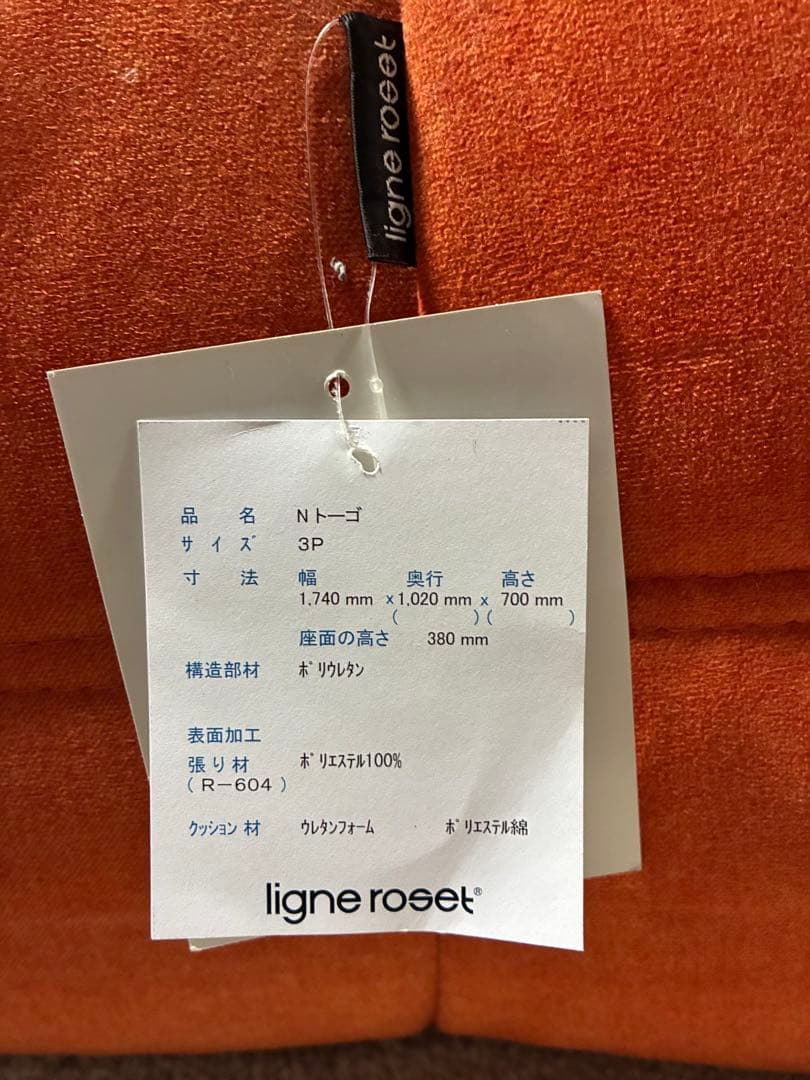 ligne roset
品 名 Nトーゴ
ｻ ｲ ｽﾞ 3P
寸 法 幅 奥行 高さ
1,740 mm x 1,020 mm x 700 mm
( ) ( )
座面の高さ 380 mm
構造部材 ﾎﾟﾘｳﾚﾀﾝ
表面加工
張り材 ﾎﾟﾘｴｽﾃﾙ100%
( R－604 )
ｸｯｼｮﾝ材 ｳﾚﾀﾝﾌｫｰﾑ ﾎﾟﾘｴｽﾃﾙ綿
ligne roset®